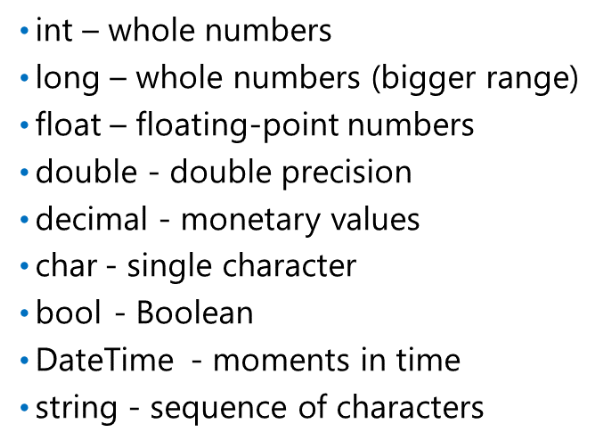 • int – whole numbers
• long – whole numbers (bigger range)
• float – floating-point numbers
• double - double precision
• decimal - monetary values
• char - single character
• bool - Boolean
• DateTime - moments in time
• string - sequence of characters